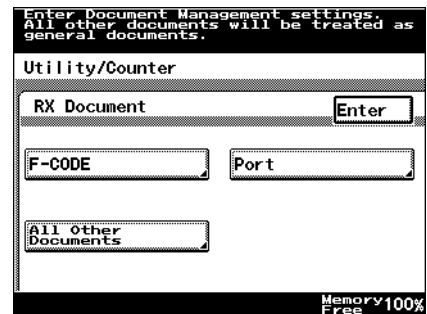 Enter Document Management settings.
All other documents will be treated as
general documents.
Utility/Counter
RX Document
Enter
F-CODE
Port
All Other
Documents
Memory 100%
Free